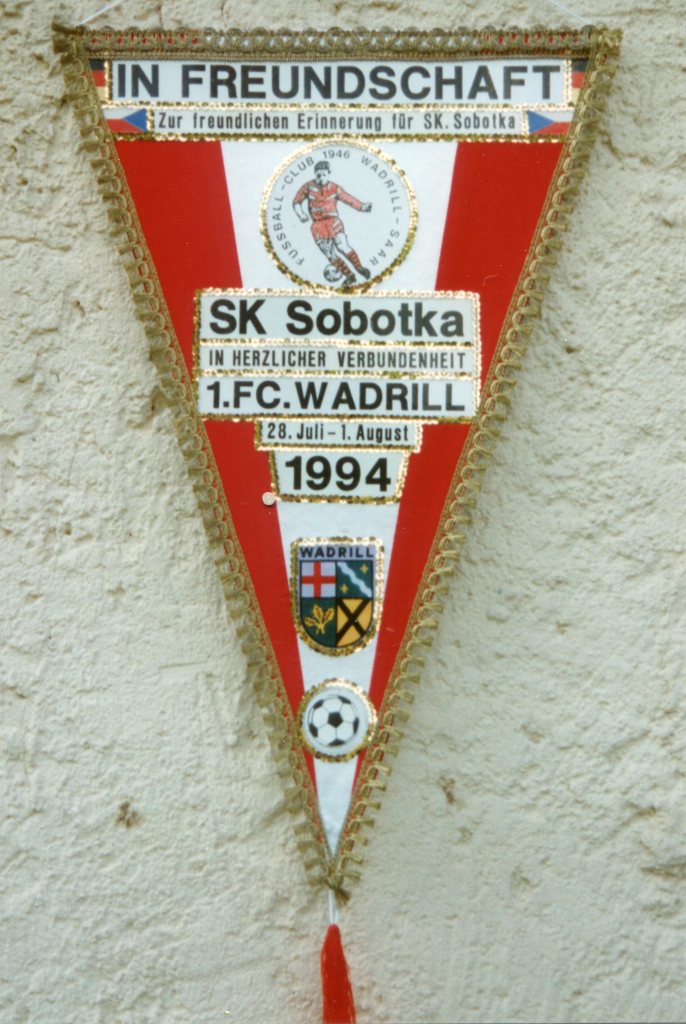 IN FREUNDSCHAFT
Zur freundlichen Erinnerung für SK. Sobotka
FUSSBALL-CLUB 1946 WADRILL-SAAR
SK Sobotka
IN HERZLICHER VERBUNDENHEIT
1.FC.WADRILL
28. Juli - 1. August
1994
WADRILL